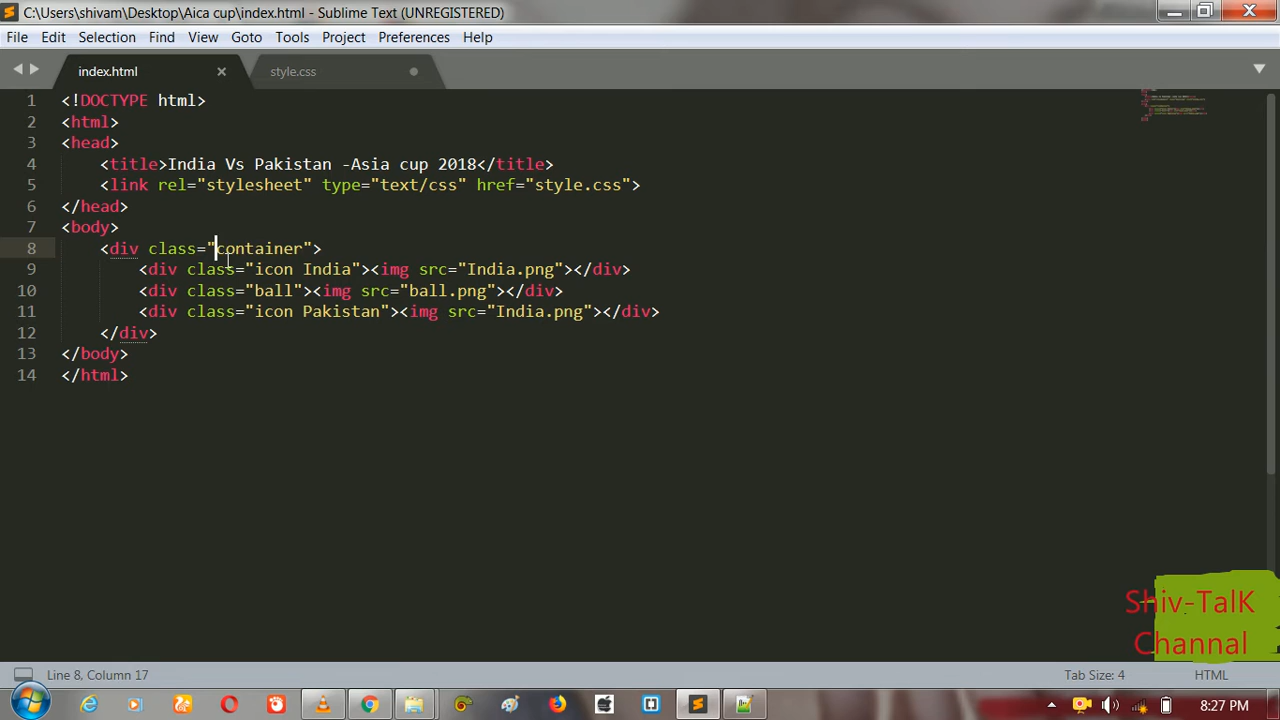 C:\Users\shivam\Desktop\Aica cup\index.html - Sublime Text (UNREGISTERED)
File Edit Selection Find View Goto Tools Project Preferences Help
index.html style.css
1 <!DOCTYPE html>
2 <html>
3 <head>
4 <title>India Vs Pakistan -Asia cup 2018</title>
5 <link rel="stylesheet" type="text/css" href="style.css">
6 </head>
7 <body>
8 <div class="container">
9 <div class="icon India"><img src="India.png"></div>
10 <div class="ball"><img src="ball.png"></div>
11 <div class="icon Pakistan"><img src="India.png"></div>
12 </div>
13 </body>
14 </html>
Shiv-TalK
Channal
Line 8, Column 17 Tab Size: 4 HTML
8:27 PM